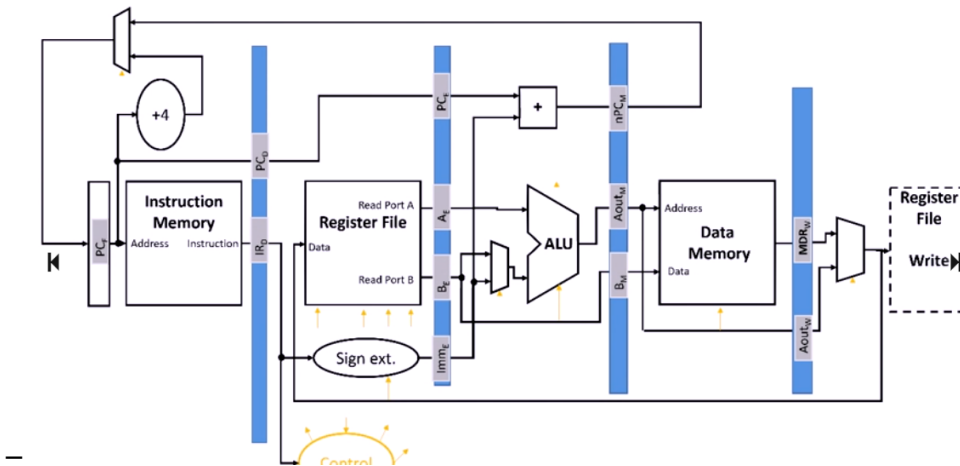 +4
PC_F
Instruction
Memory
Address
Instruction
PC_D
IR_D
Register File
Read Port A
Data
Read Port B
Sign ext.
Control
PC_E
A_E
B_E
Imm_E
+
ALU
nPC_M
Aout_M
B_M
Address
Data
Memory
Data
MDR_W
Aout_W
Register
File
Write